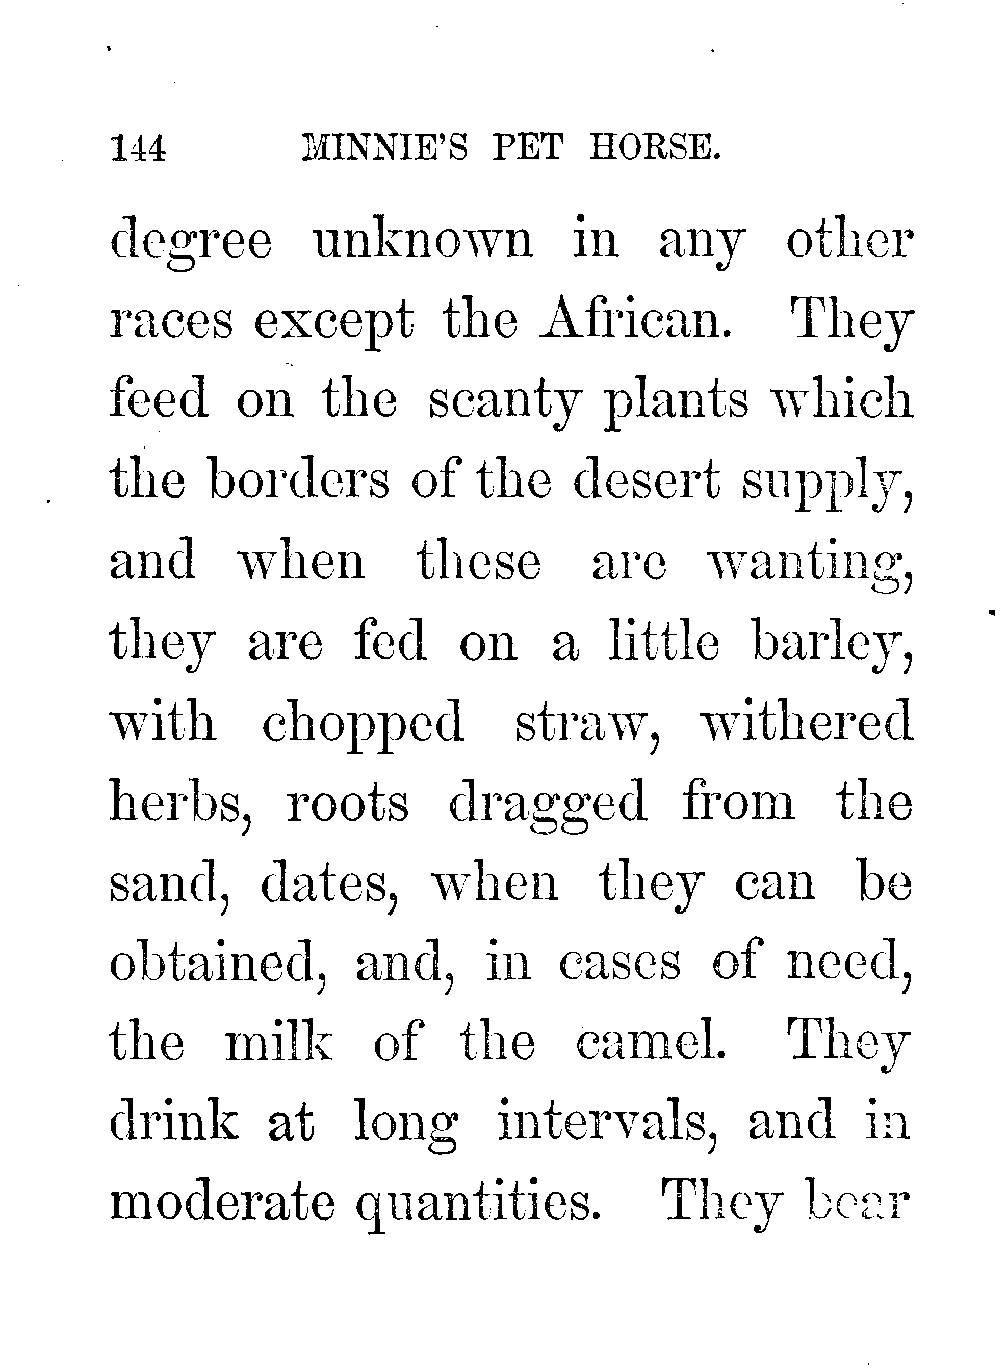 144 MINNIE'S PET HORSE.
degree unknown in any other
races except the African. They
feed on the scanty plants which
the borders of the desert supply,
and when these are wanting,
they are fed on a little barley,
with chopped straw, withered
herbs, roots dragged from the
sand, dates, when they can be
obtained, and, in cases of need,
the milk of the camel. They
drink at long intervals, and in
moderate quantities. They bear